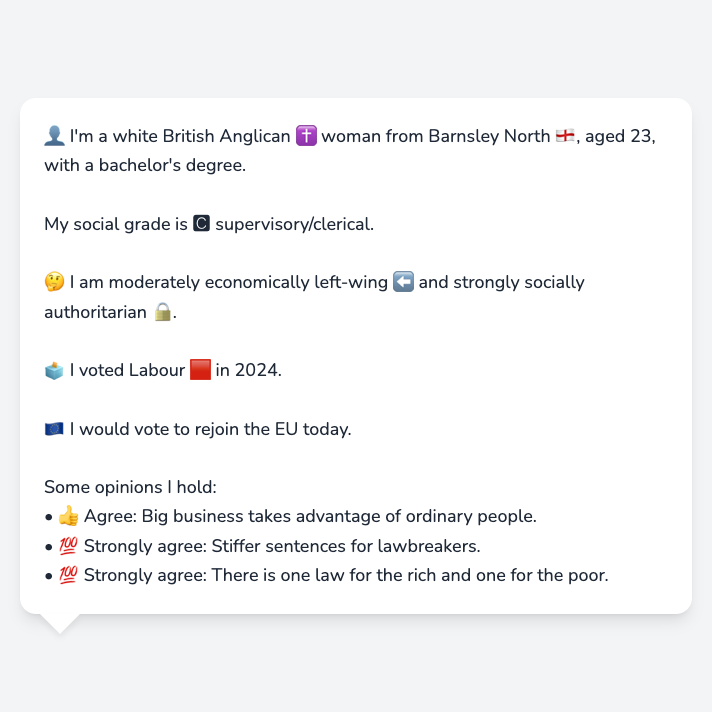 👤 I'm a white British Anglican ✝️ woman from Barnsley North 🏴󠁧󠁢󠁥󠁮󠁧󠁿, aged 23,
with a bachelor's degree.
My social grade is 🅲 supervisory/clerical.
🤔 I am moderately economically left-wing ⬅️ and strongly socially
authoritarian 🔒.
🗳️ I voted Labour 🟥 in 2024.
🇪🇺 I would vote to rejoin the EU today.
Some opinions I hold:
• 👍 Agree: Big business takes advantage of ordinary people.
• 💯 Strongly agree: Stiffer sentences for lawbreakers.
• 💯 Strongly agree: There is one law for the rich and one for the poor.